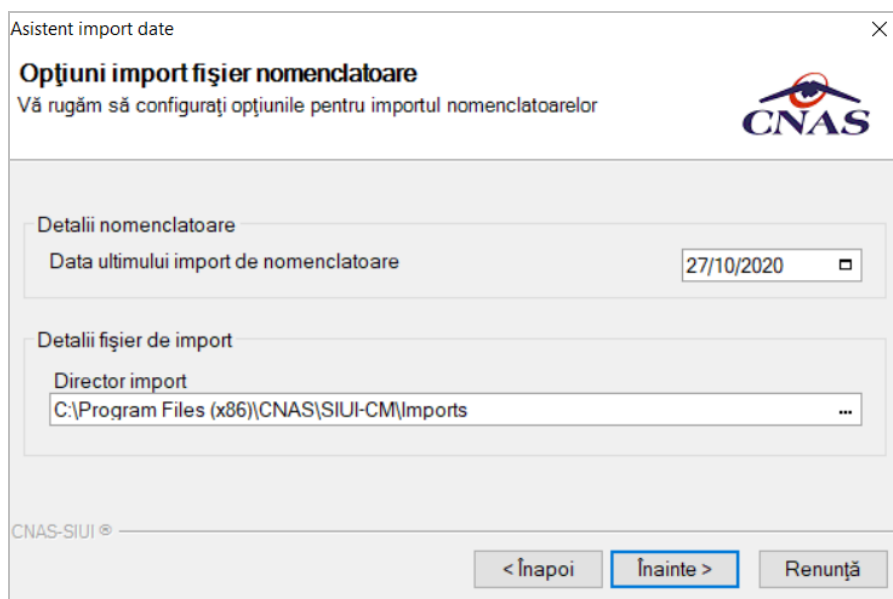 Asistent import date
Opţiuni import fişier nomenclatoare
Vă rugăm să configuraţi opţiunile pentru importul nomenclatoarelor
CNAS
Detalii nomenclatoare
Data ultimului import de nomenclatoare 27/10/2020
Detalii fişier de import
Director import
C:\Program Files (x86)\CNAS\SIUI-CM\Imports ...
CNAS-SIUI ®
< Înapoi Înainte > Renunţă